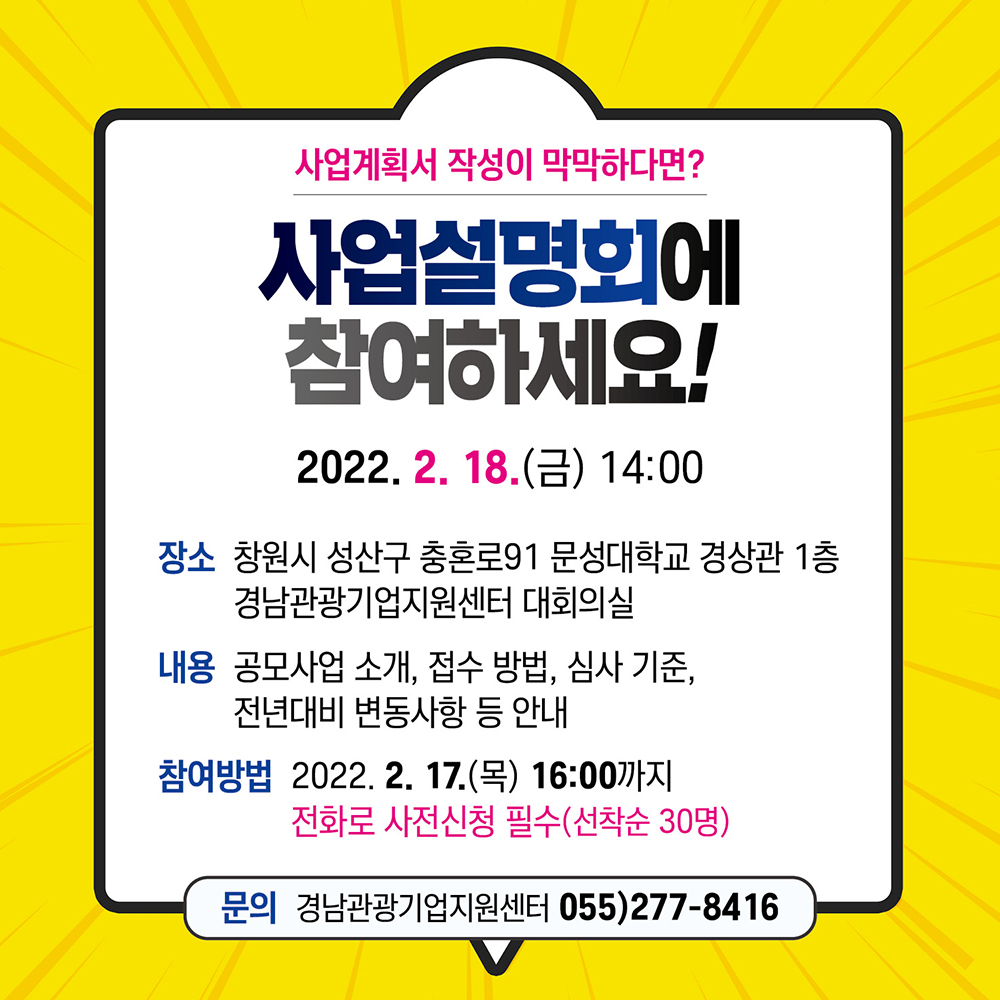 사업계획서 작성이 막막하다면?
사업설명회에
참여하세요!
2022. 2. 18.(금) 14:00
장소 창원시 성산구 충혼로91 문성대학교 경상관 1층
경남관광기업지원센터 대회의실
내용 공모사업 소개, 접수 방법, 심사 기준,
전년대비 변동사항 등 안내
참여방법 2022. 2. 17.(목) 16:00까지
전화로 사전신청 필수(선착순 30명)
문의 경남관광기업지원센터 055)277-8416